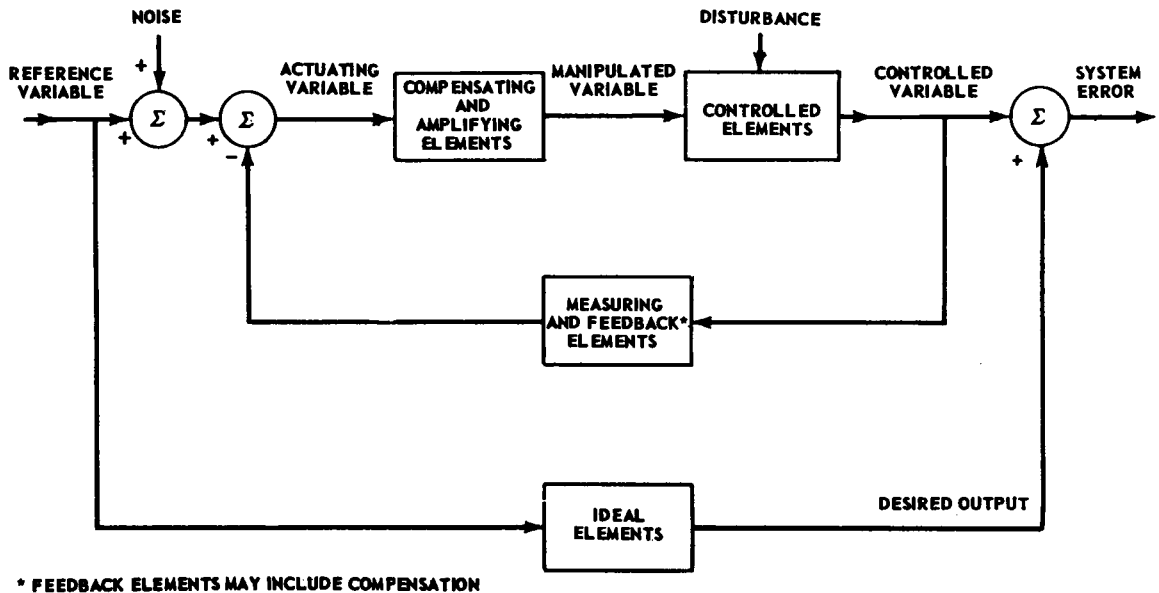 NOISE
DISTURBANCE
REFERENCE
VARIABLE
+
Σ
+
+
Σ
-
ACTUATING
VARIABLE
COMPENSATING
AND
AMPLIFYING
ELEMENTS
MANIPULATED
VARIABLE
CONTROLLED
ELEMENTS
CONTROLLED
VARIABLE
Σ
+
SYSTEM
ERROR
MEASURING
AND FEEDBACK*
ELEMENTS
IDEAL
ELEMENTS
DESIRED OUTPUT
* FEEDBACK ELEMENTS MAY INCLUDE COMPENSATION